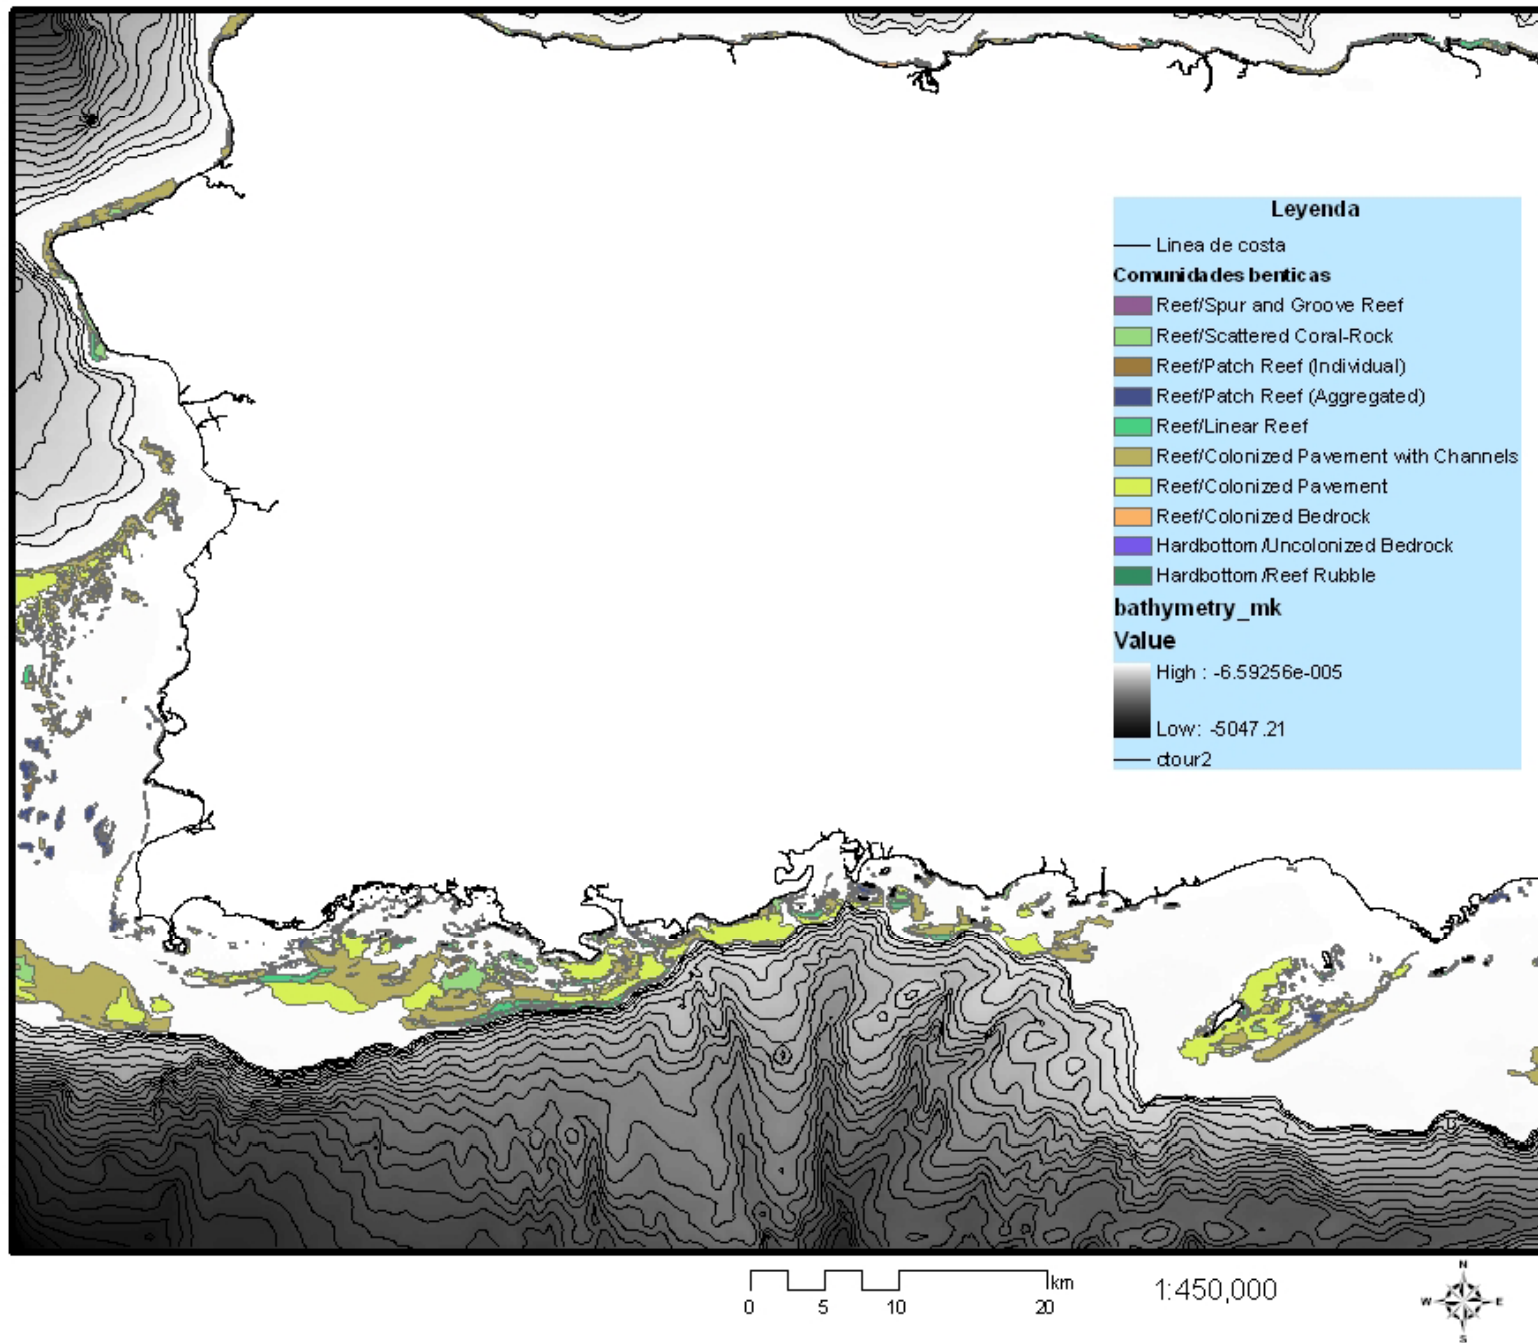 Leyenda
Linea de costa
Comunidades benticas
Reef/Spur and Groove Reef
Reef/Scattered Coral-Rock
Reef/Patch Reef (Individual)
Reef/Patch Reef (Aggregated)
Reef/Linear Reef
Reef/Colonized Pavement with Channels
Reef/Colonized Pavement
Reef/Colonized Bedrock
Hardbottom/Uncolonized Bedrock
Hardbottom/Reef Rubble
bathymetry_mk
Value
High : -6.59256e-005
Low : -5047.21
ctour2
km
0 5 10 20
1:450,000
N
W E
S